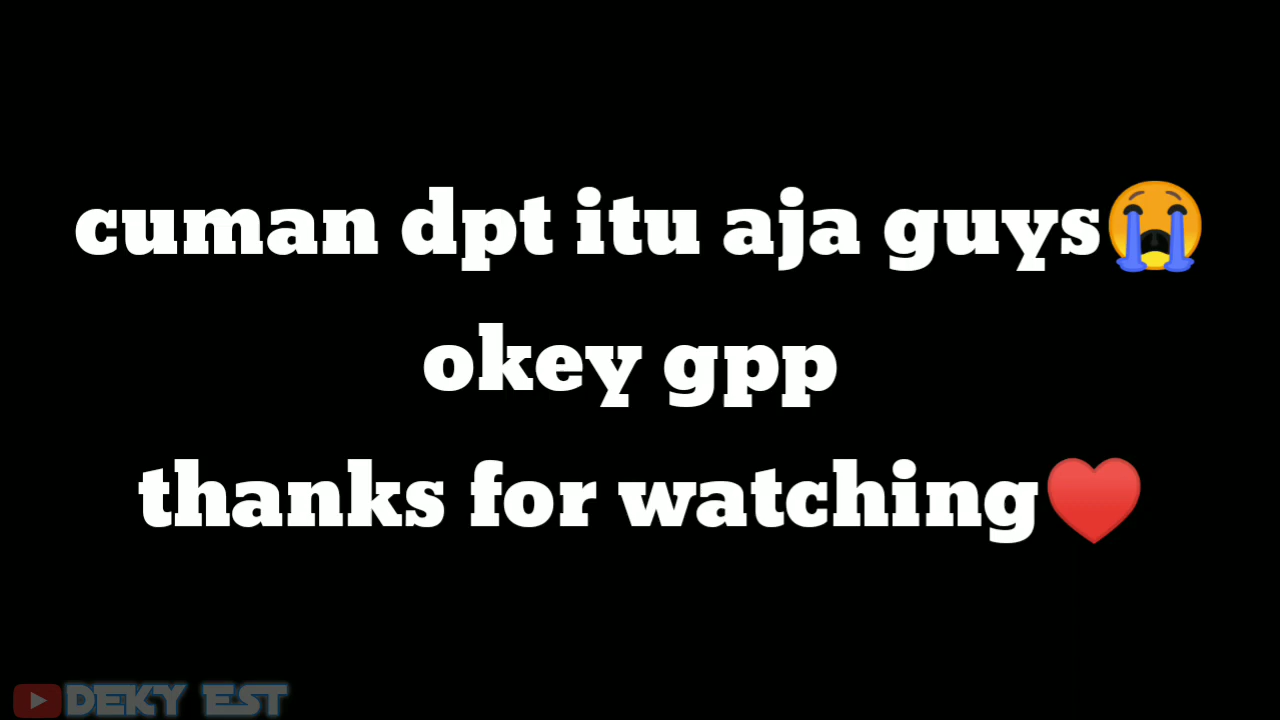 cuman dpt itu aja guys😭
okey gpp
thanks for watching♥️
DEKY EST